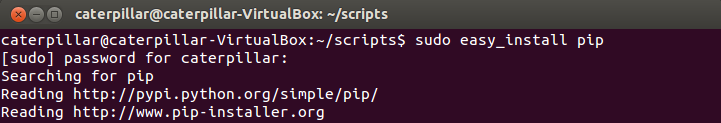 caterpillar@caterpillar-VirtualBox: ~/scripts
caterpillar@caterpillar-VirtualBox:~/scripts$ sudo easy_install pip
[sudo] password for caterpillar:
Searching for pip
Reading http://pypi.python.org/simple/pip/
Reading http://www.pip-installer.org